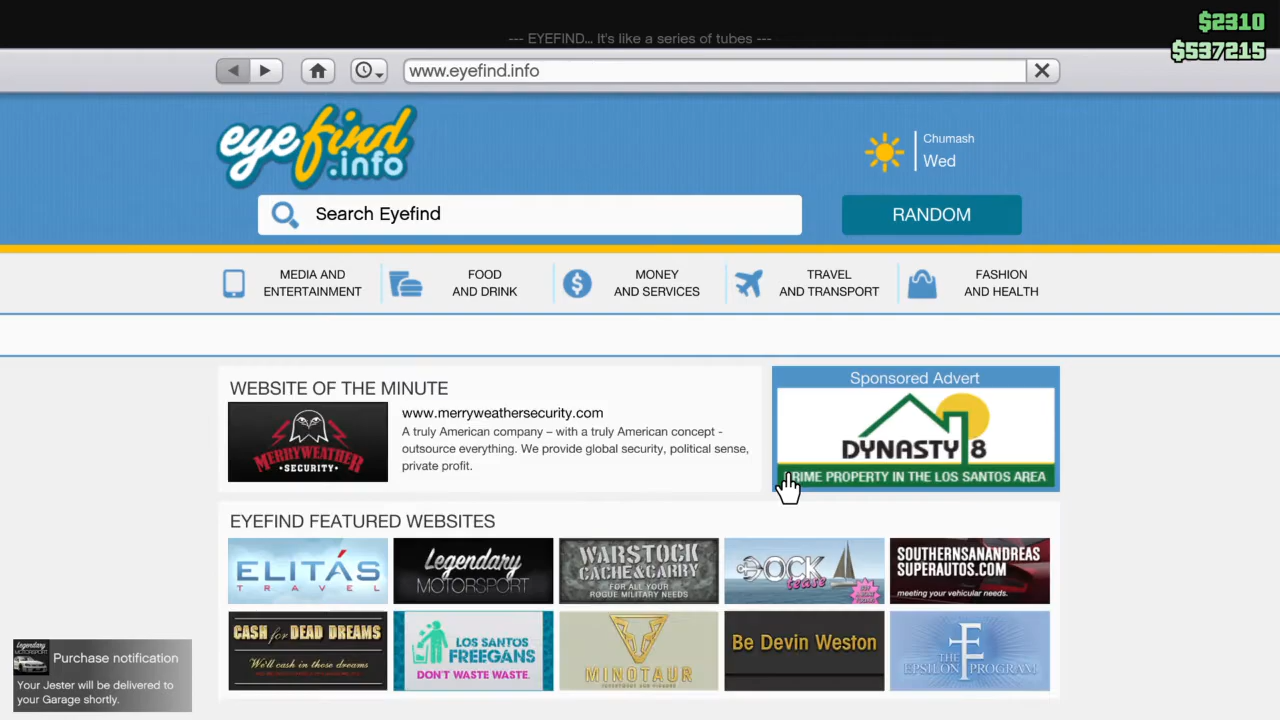 $2310
--- EYEFIND... It's like a series of tubes ---
$537215
www.eyefind.info
eyefind
.info
Chumash
Wed
Search Eyefind
RANDOM
MEDIA AND
ENTERTAINMENT
FOOD
AND DRINK
MONEY
AND SERVICES
TRAVEL
AND TRANSPORT
FASHION
AND HEALTH
WEBSITE OF THE MINUTE
MERRYWEATHER
SECURITY
www.merryweathersecurity.com
A truly American company – with a truly American concept -
outsource everything. We provide global security, political sense,
private profit.
Sponsored Advert
DYNASTY 8
PRIME PROPERTY IN THE LOS SANTOS AREA
EYEFIND FEATURED WEBSITES
ELITÁS
TRAVEL
Legendary
MOTORSPORT
WARSTOCK
CACHE & CARRY
FOR ALL YOUR
ROGUE MILITARY NEEDS
DOCK
tease
SOUTHERNSANANDREAS
SUPERAUTOS.COM
meeting your vehicular needs.
CASH for DEAD DREAMS
We'll cash in those dreams
LOS SANTOS
FREEGANS
DON'T WASTE WASTE.
MINOTAUR
Be Devin Weston
THE
EPSILON PROGRAM
Legendary
MOTORSPORT
Purchase notification
Your Jester will be delivered to
your Garage shortly.